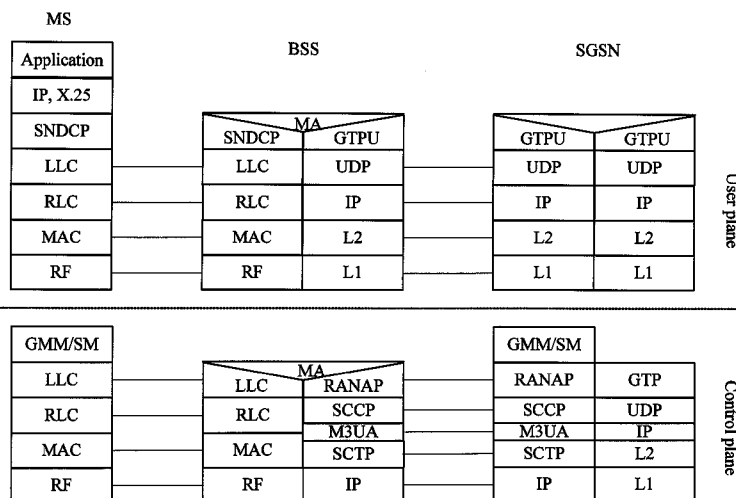 MS
BSS
SGSN
Application
IP, X.25
SNDCP
MA
SNDCP GTPU
GTPU GTPU
LLC LLC UDP UDP UDP
RLC RLC IP IP IP
MAC MAC L2 L2 L2
RF RF L1 L1 L1
User plane
GMM/SM GMM/SM
MA
LLC LLC RANAP RANAP GTP
RLC RLC SCCP SCCP UDP
M3UA M3UA IP
MAC MAC SCTP SCTP L2
RF RF IP IP L1
Control plane